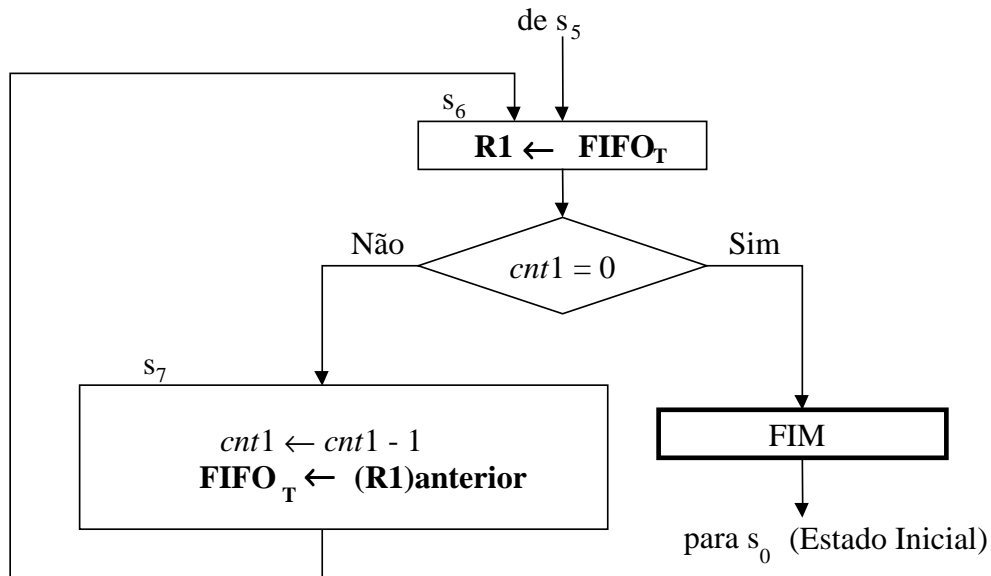 de s5
s6
R1 ← FIFOT
Não
Sim
cnt1 = 0
s7
cnt1 ← cnt1 - 1
FIFO T ← (R1)anterior
FIM
para s0 (Estado Inicial)